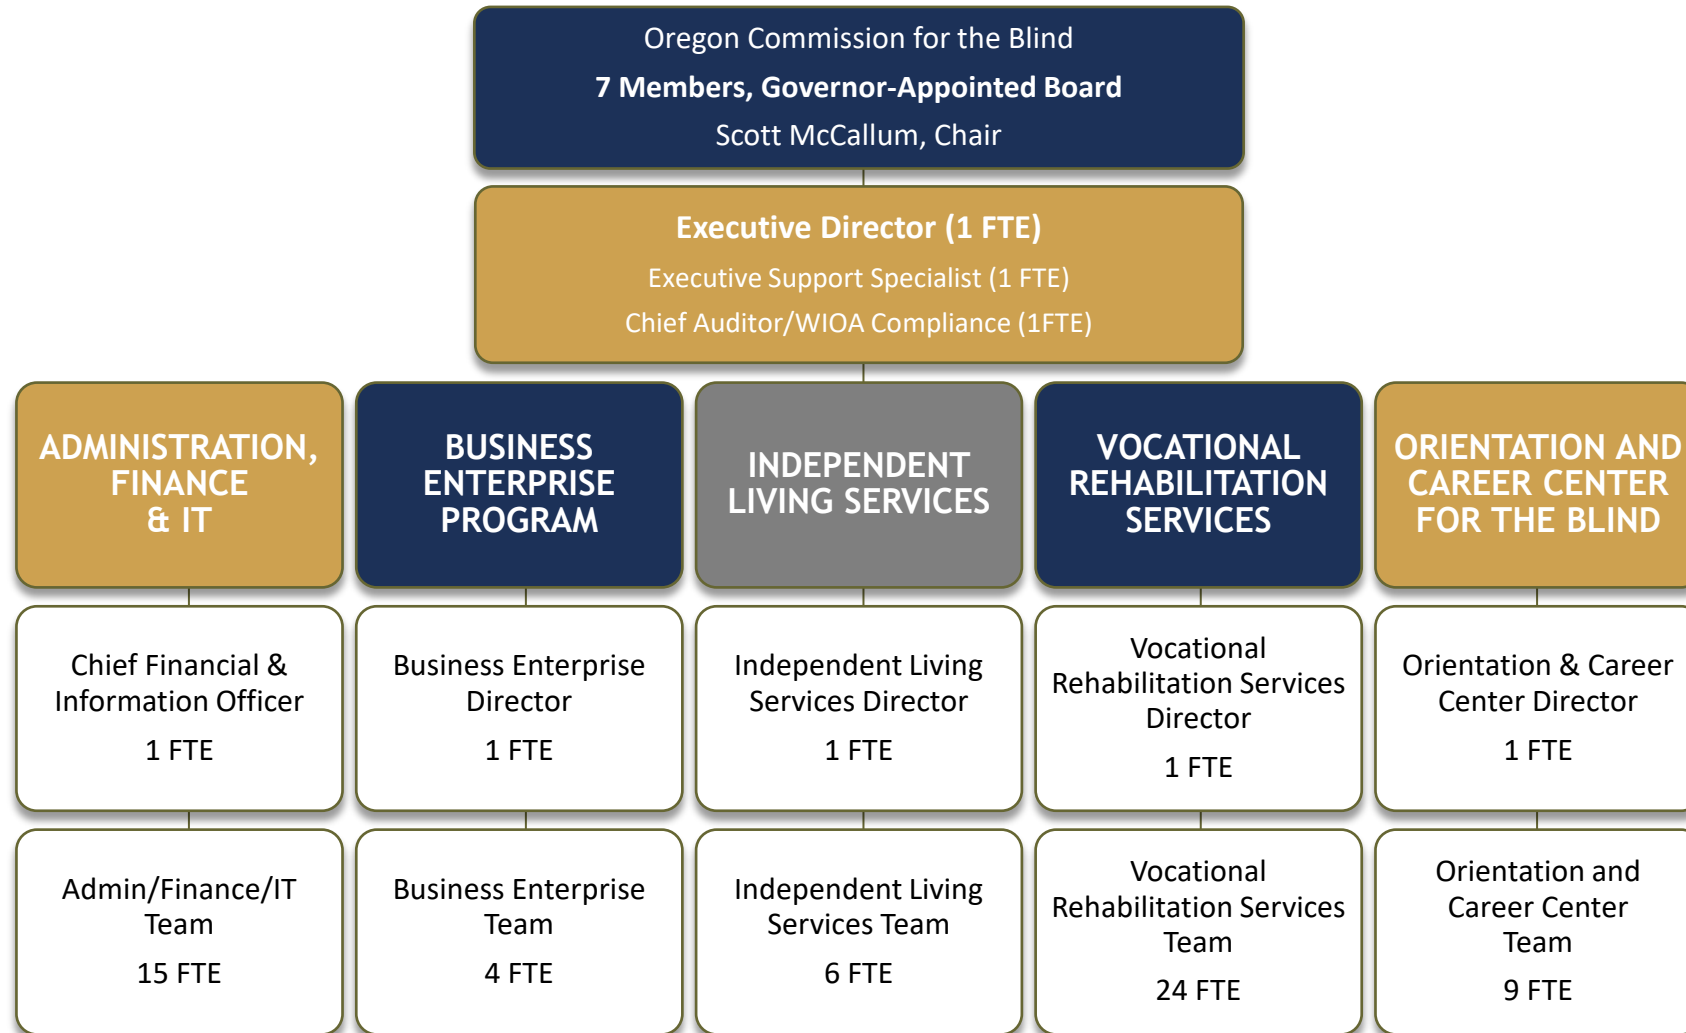 Oregon Commission for the Blind
7 Members, Governor-Appointed Board
Scott McCallum, Chair
Executive Director (1 FTE)
Executive Support Specialist (1 FTE)
Chief Auditor/WIOA Compliance (1FTE)
ADMINISTRATION,
FINANCE
& IT
BUSINESS
ENTERPRISE
PROGRAM
INDEPENDENT
LIVING SERVICES
VOCATIONAL
REHABILITATION
SERVICES
ORIENTATION AND
CAREER CENTER
FOR THE BLIND
Chief Financial &
Information Officer
1 FTE
Business Enterprise
Director
1 FTE
Independent Living
Services Director
1 FTE
Vocational
Rehabilitation Services
Director
1 FTE
Orientation & Career
Center Director
1 FTE
Admin/Finance/IT
Team
15 FTE
Business Enterprise
Team
4 FTE
Independent Living
Services Team
6 FTE
Vocational
Rehabilitation Services
Team
24 FTE
Orientation and
Career Center
Team
9 FTE